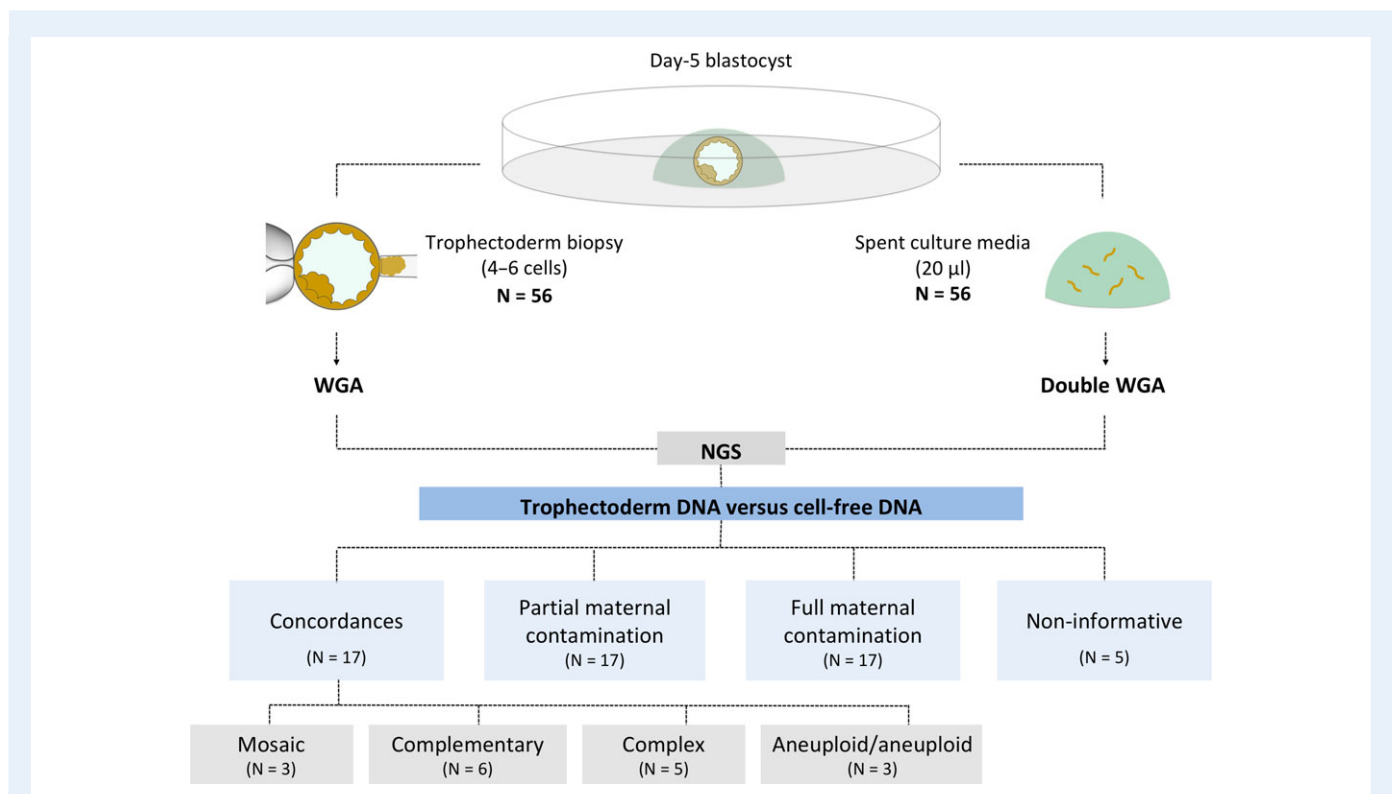 Day-5 blastocyst
Trophectoderm biopsy
(4–6 cells)
N = 56
Spent culture media
(20 µl)
N = 56
WGA
Double WGA
NGS
Trophectoderm DNA versus cell-free DNA
Concordances
(N = 17)
Partial maternal
contamination
(N = 17)
Full maternal
contamination
(N = 17)
Non-informative
(N = 5)
Mosaic
(N = 3)
Complementary
(N = 6)
Complex
(N = 5)
Aneuploid/aneuploid
(N = 3)